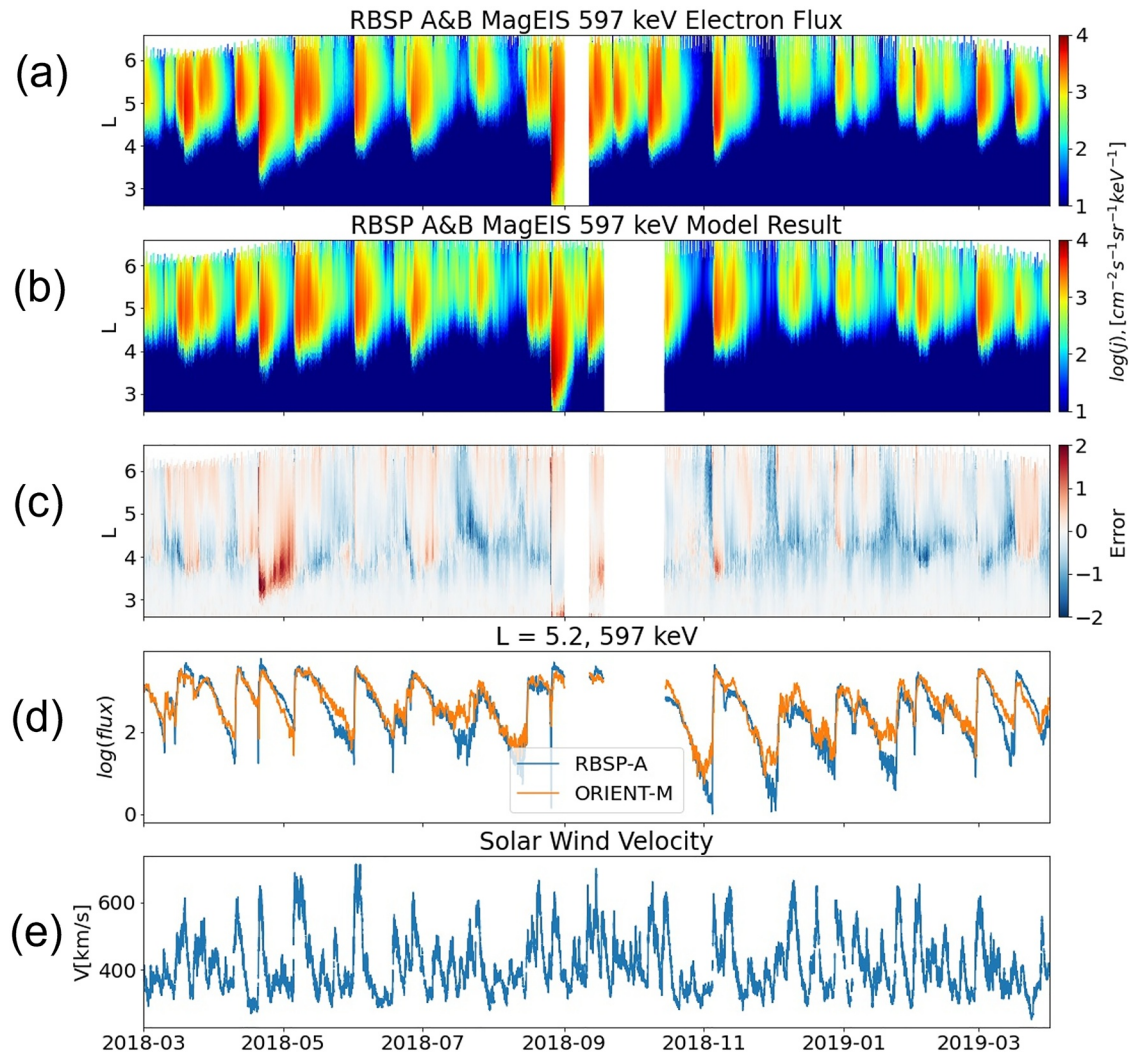 RBSP A&B MagEIS 597 keV Electron Flux
(a)
L
6
5
4
3
4
3
2
1
RBSP A&B MagEIS 597 keV Model Result
(b)
L
6
5
4
3
4
3
2
1
log(j), [cm⁻²s⁻¹sr⁻¹keV⁻¹]
(c)
L
6
5
4
3
2
1
0
−1
−2
Error
L = 5.2, 597 keV
(d)
log(flux)
2
0
RBSP-A
ORIENT-M
Solar Wind Velocity
(e)
V[km/s]
600
400
2018-03 2018-05 2018-07 2018-09 2018-11 2019-01 2019-03